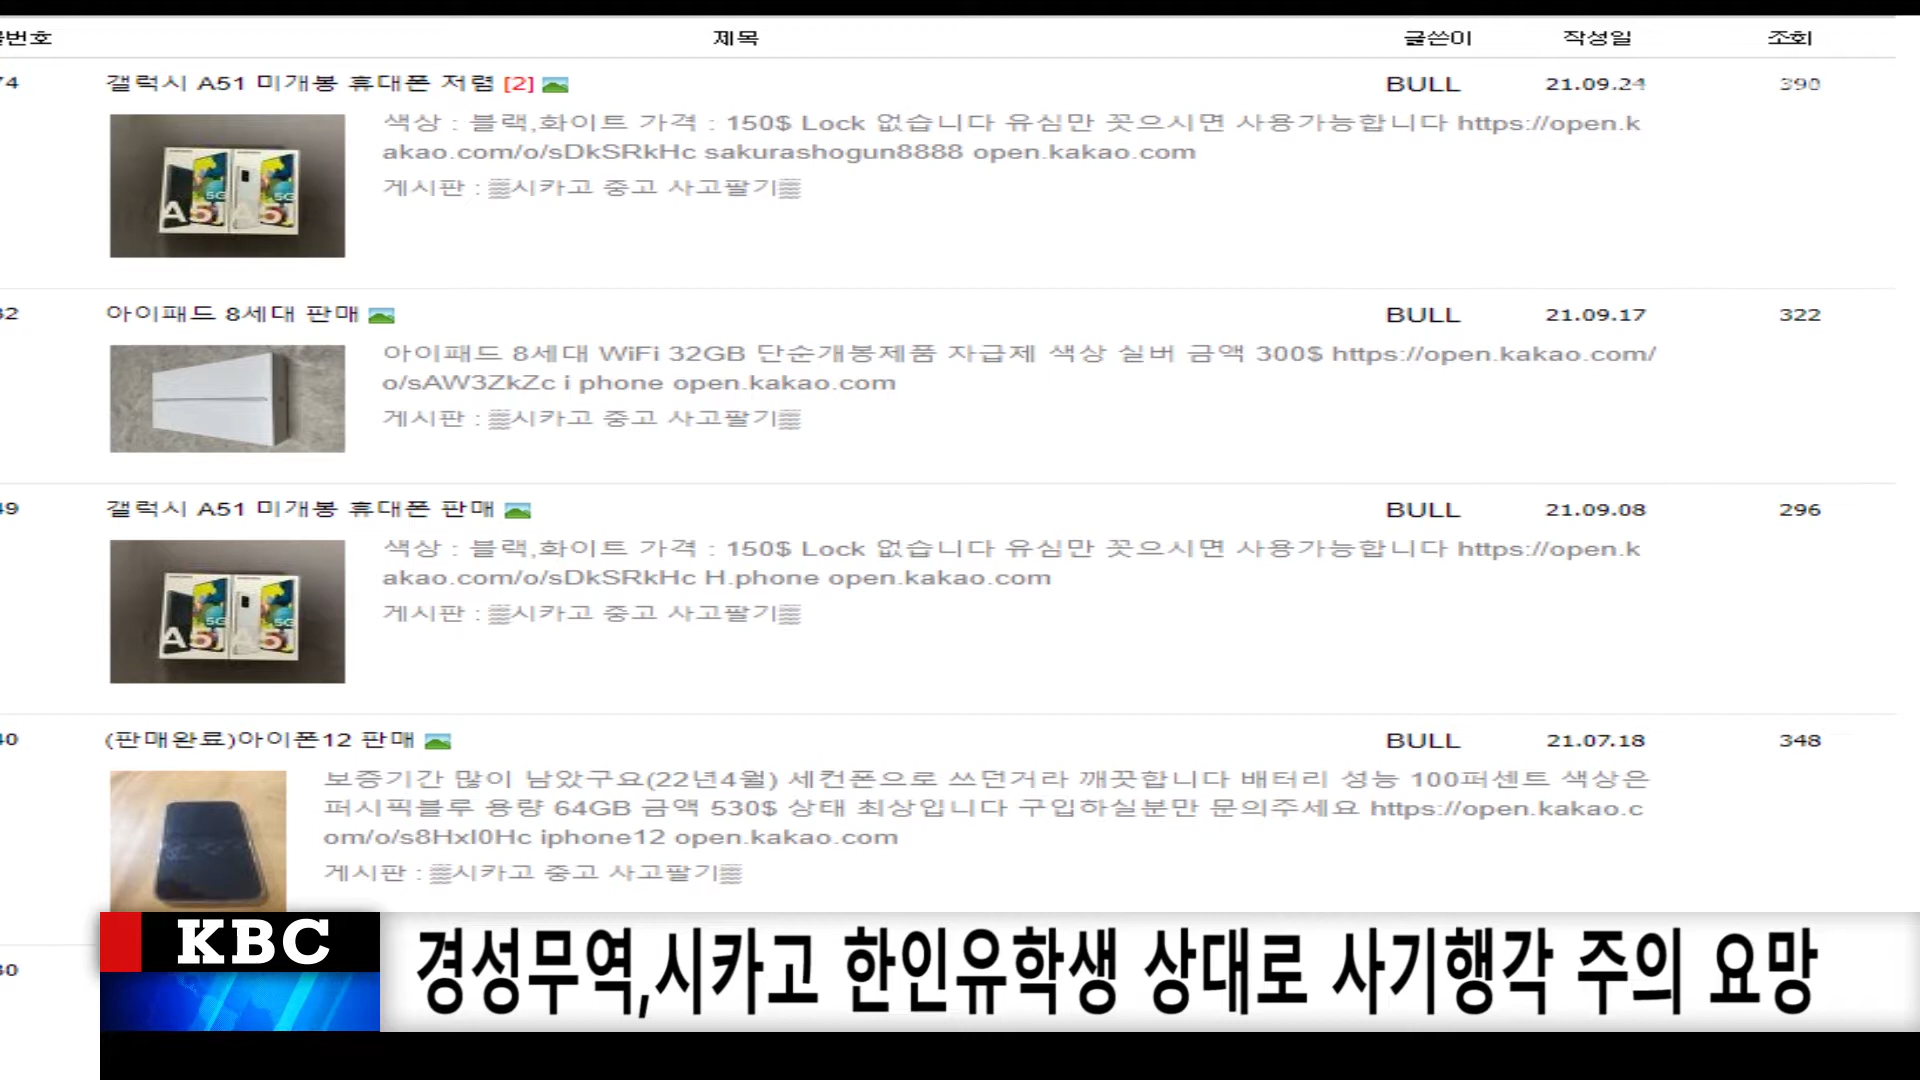 번호 제목 글쓴이 작성일 조회
74 갤럭시 A51 미개봉 휴대폰 저렴 [2] BULL 21.09.24 390
색상 : 블랙,화이트 가격 : 150$ Lock 없습니다 유심만 꼿으시면 사용가능합니다 https://open.k
akao.com/o/sDkSRkHc sakurashogun8888 open.kakao.com
게시판 : ▒시카고 중고 사고팔기▒
A51 5G A51 5G
32 아이패드 8세대 판매 BULL 21.09.17 322
아이패드 8세대 WiFi 32GB 단순개봉제품 자급제 색상 실버 금액 300$ https://open.kakao.com/
o/sAW3ZkZc i phone open.kakao.com
게시판 : ▒시카고 중고 사고팔기▒
49 갤럭시 A51 미개봉 휴대폰 판매 BULL 21.09.08 296
색상 : 블랙,화이트 가격 : 150$ Lock 없습니다 유심만 꼿으시면 사용가능합니다 https://open.k
akao.com/o/sDkSRkHc H.phone open.kakao.com
게시판 : ▒시카고 중고 사고팔기▒
A51 5G A51 5G
40 (판매완료)아이폰12 판매 BULL 21.07.18 348
보증기간 많이 남았구요(22년4월) 세컨폰으로 쓰던거라 깨끗합니다 배터리 성능 100퍼센트 색상은
퍼시픽블루 용량 64GB 금액 530$ 상태 최상입니다 구입하실분만 문의주세요 https://open.kakao.c
om/o/s8HxI0Hc iphone12 open.kakao.com
게시판 : ▒시카고 중고 사고팔기▒
30
KBC
경성무역,시카고 한인유학생 상대로 사기행각 주의 요망